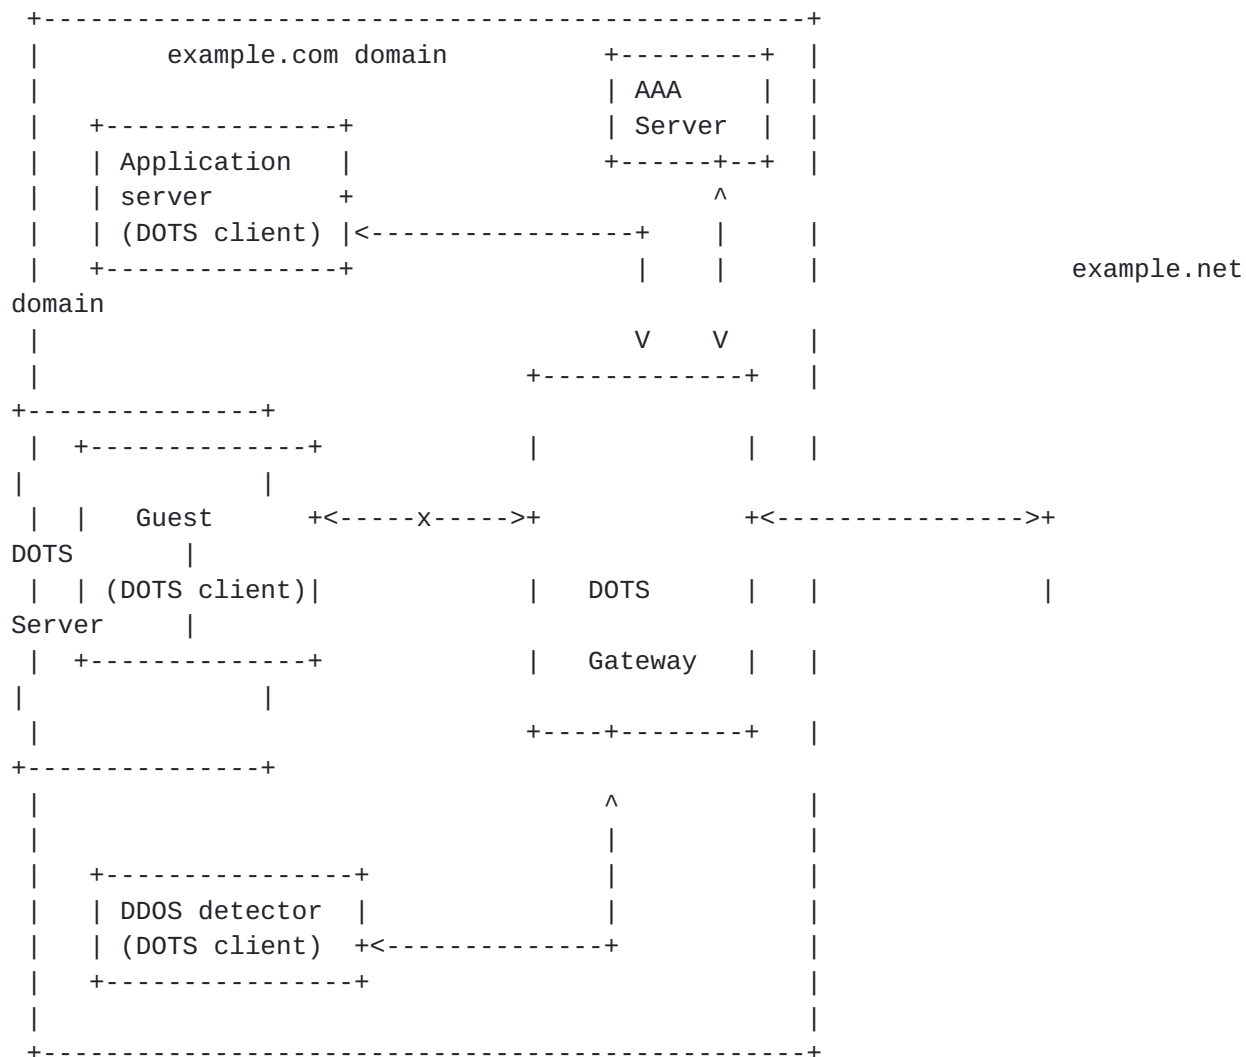 +-------------------------------------------------+
|        example.com domain          +---------+  |
|                                    | AAA     |  |
|   +---------------+                | Server  |  |
|   | Application   |                +------+--+  |
|   | server        +                       ^
|   | (DOTS client) |<-----------------+    |     |
|   +---------------+                  |    |     |                example.net
domain
|                                      V    V     |
|                               +-------------+   |
+---------------+
|  +--------------+             |             |   |
|               |
|  |   Guest      +<-----x----->+             +<---------------->+
DOTS       |
|  | (DOTS client)|             |   DOTS      |   |              |
Server     |
|  +--------------+             |   Gateway   |   |
|               |
|                               +----+--------+   |
+---------------+
|                                    ^            |
|                                    |            |
|   +----------------+               |            |
|   | DDOS detector  |               |            |
|   | (DOTS client)  +<--------------+            |
|   +----------------+                            |
|                                                 |
+-------------------------------------------------+